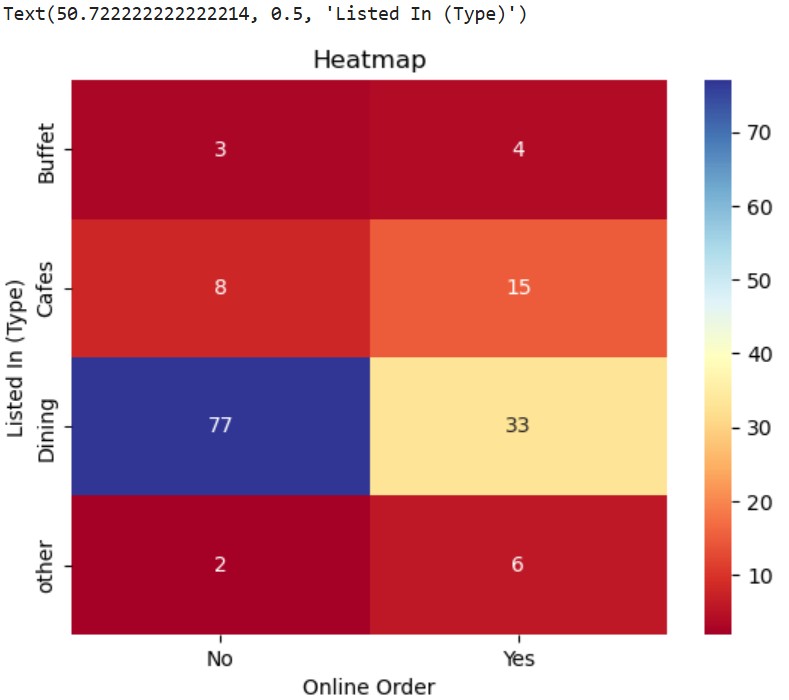 Text(50.722222222222214, 0.5, 'Listed In (Type)')
Heatmap
Listed In (Type)
Buffet
3 4
Cafes
8 15
Dining
77 33
other
2 6
No Yes
Online Order
70
60
50
40
30
20
10